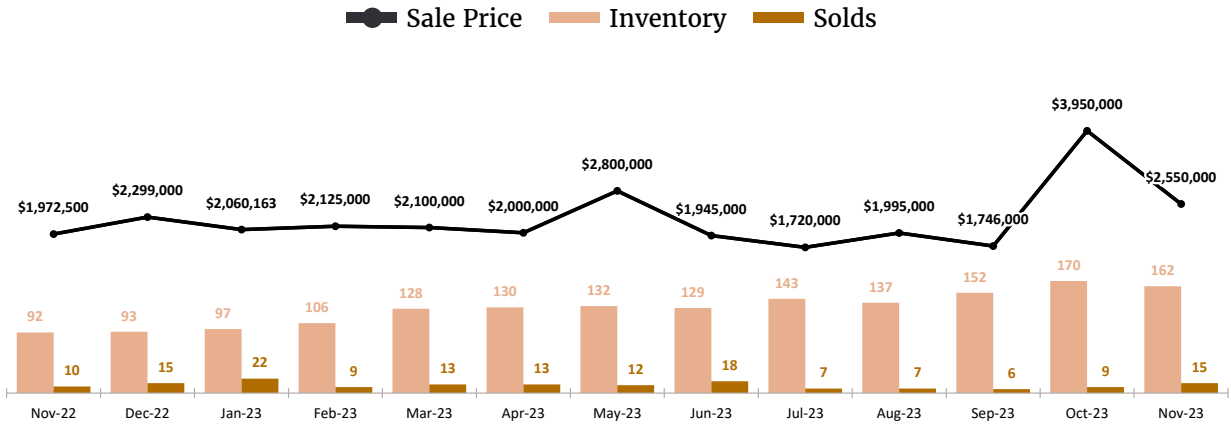 Sale Price Inventory Solds
$1,972,500 $2,299,000 $2,060,163 $2,125,000 $2,100,000 $2,000,000 $2,800,000 $1,945,000 $1,720,000 $1,995,000 $1,746,000 $3,950,000 $2,550,000
92 93 97 106 128 130 132 129 143 137 152 170 162
10 15 22 9 13 13 12 18 7 7 6 9 15
Nov-22 Dec-22 Jan-23 Feb-23 Mar-23 Apr-23 May-23 Jun-23 Jul-23 Aug-23 Sep-23 Oct-23 Nov-23